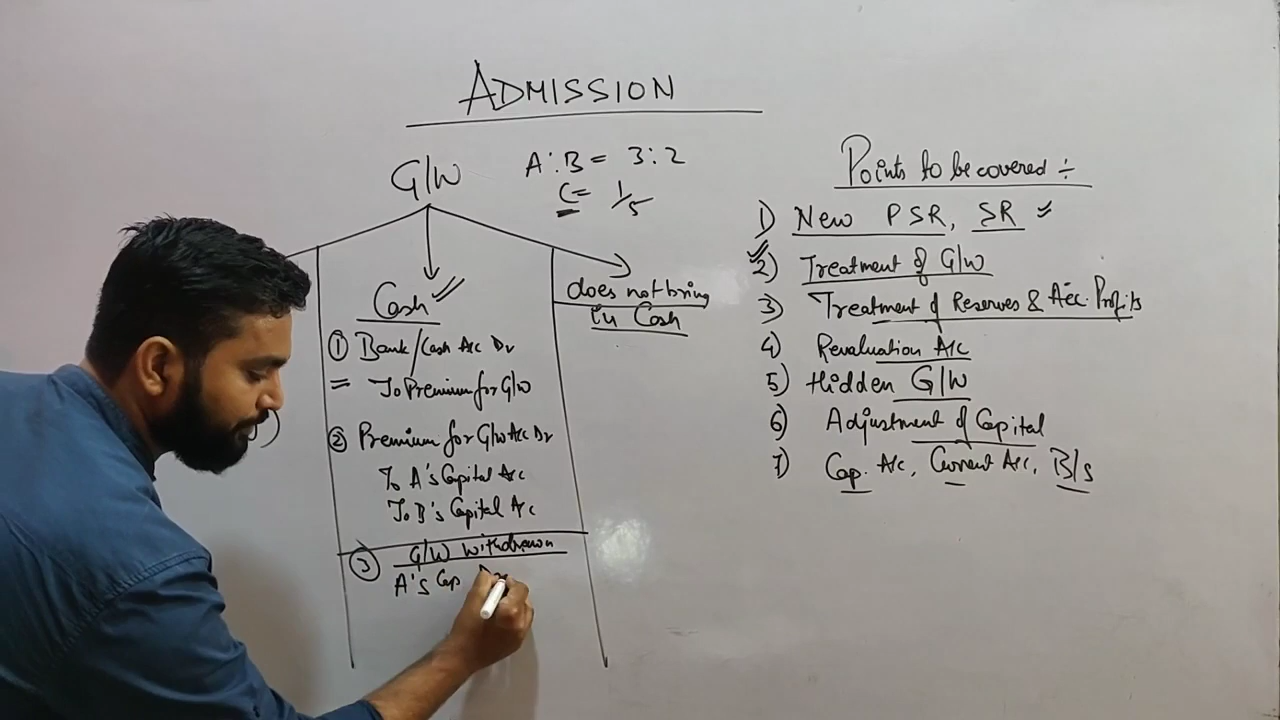 ADMISSION
G/W
A:B = 3:2
C= 1/5
Cash
① Bank/Cash A/c Dr
= To Premium for G/W
② Premium for G/W A/c Dr
To A's Capital A/c
To B's Capital A/c
③ G/W Withdrawn
A's Cap
does not bring
in Cash
Points to be covered ÷
1) New PSR, SR
2) Treatment of G/W
3) Treatment of Reserves & Acc. Profits
4) Revaluation A/c
5) Hidden G/W
6) Adjustment of Capital
7) Cap. A/c, Current A/c, B/s